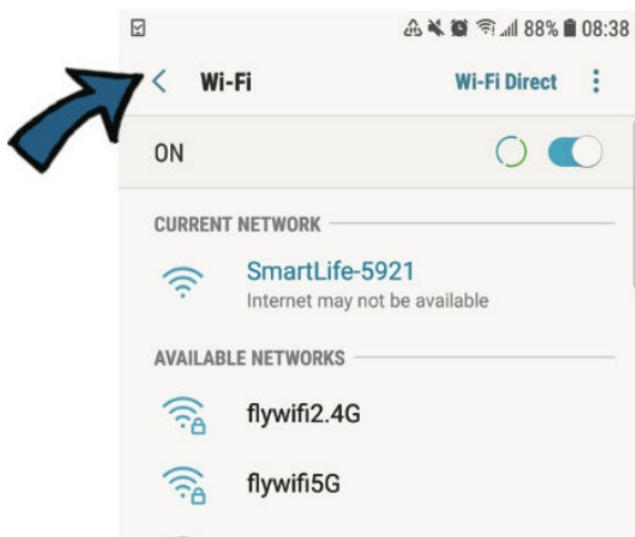 88% 08:38
Wi-Fi Wi-Fi Direct
ON
CURRENT NETWORK
SmartLife-5921
Internet may not be available
AVAILABLE NETWORKS
flywifi2.4G
flywifi5G